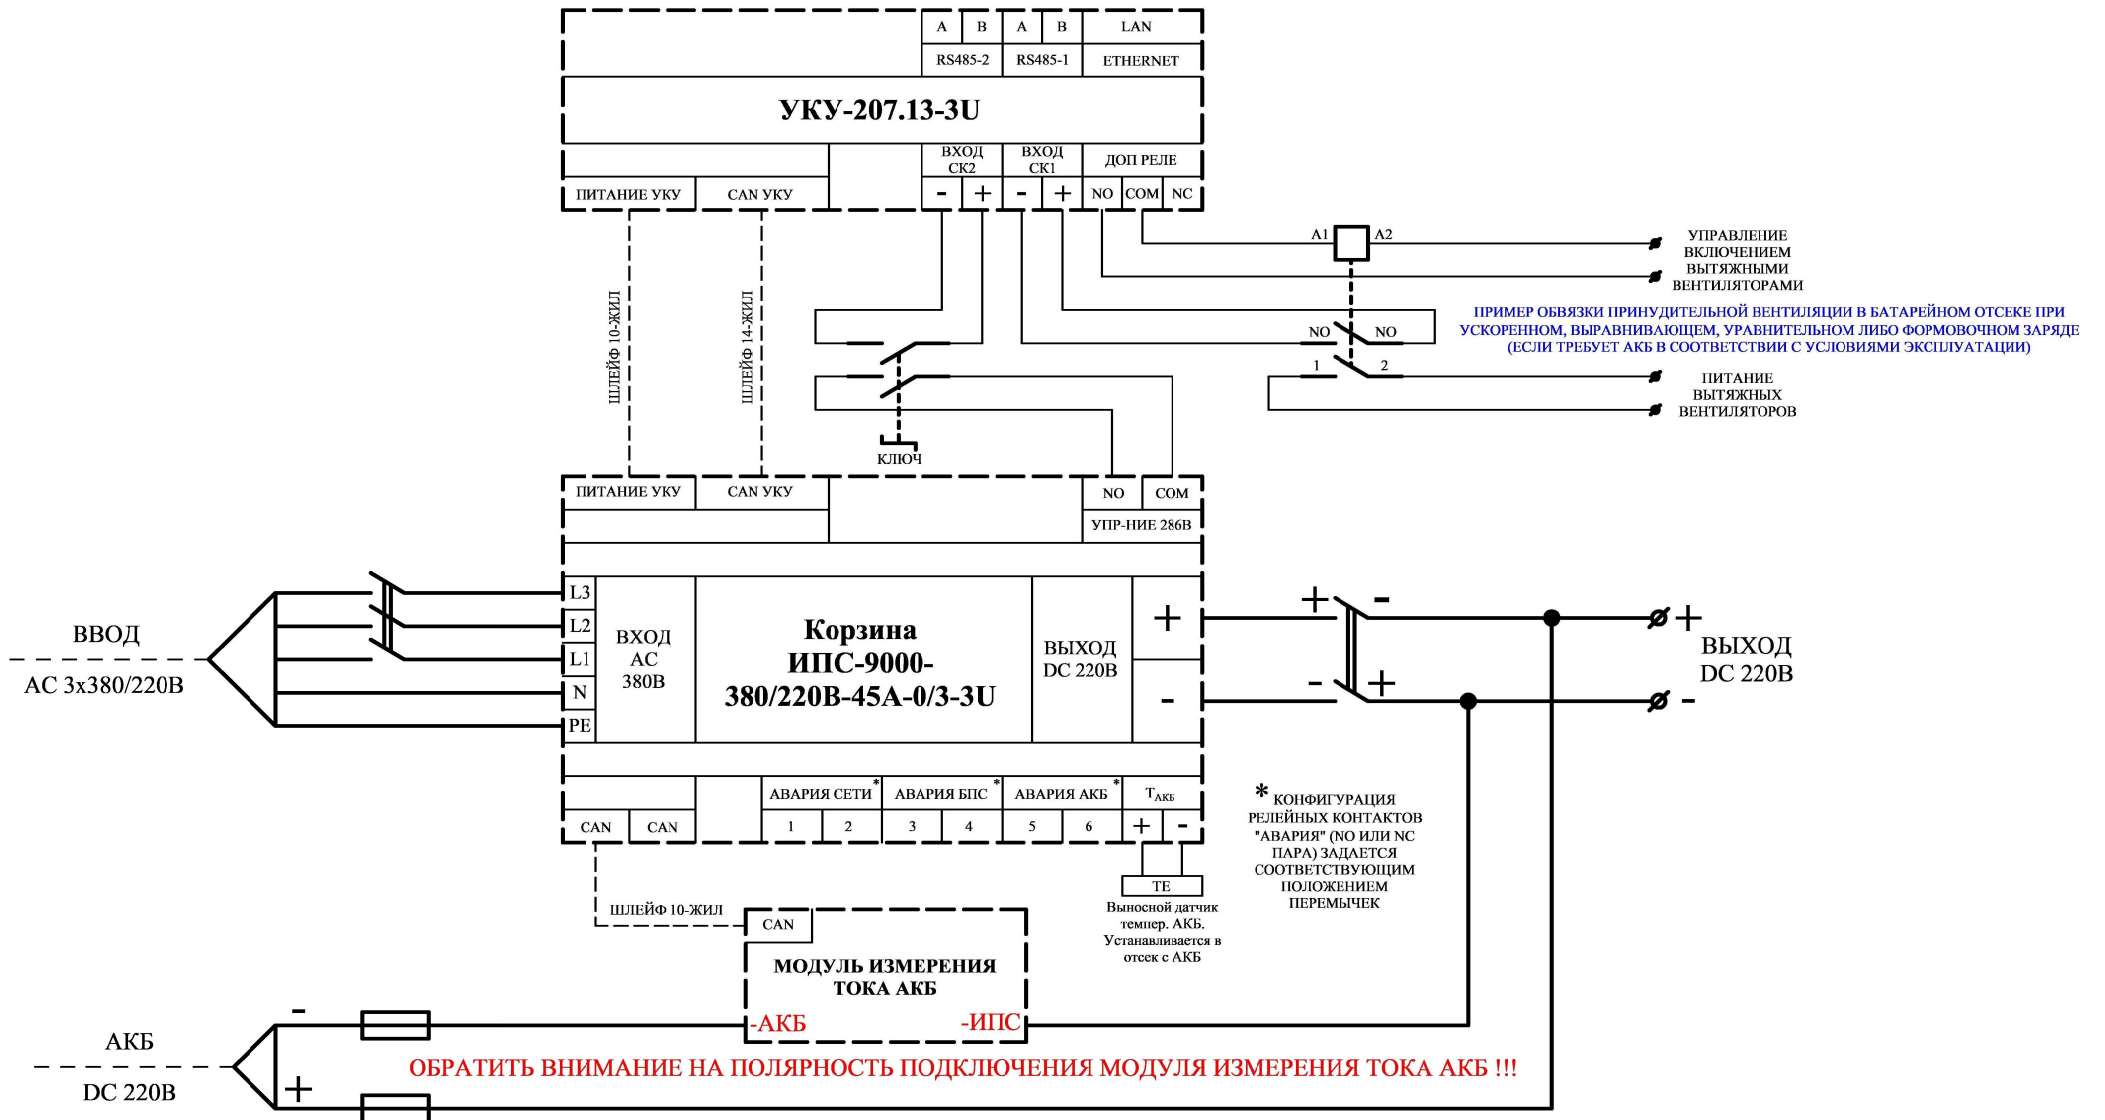 A B A B LAN
RS485-2 RS485-1 ETHERNET
УКУ-207.13-3U
ВХОД СК2
ВХОД СК1
ДОП РЕЛЕ
ПИТАНИЕ УКУ CAN УКУ - + - + NO COM NC
A1 A2
УПРАВЛЕНИЕ
ВКЛЮЧЕНИЕМ
ВЫТЯЖНЫМИ
ВЕНТИЛЯТОРАМИ
ШЛЕЙФ 10-ЖИЛ
ШЛЕЙФ 14-ЖИЛ
ПРИМЕР ОБВЯЗКИ ПРИНУДИТЕЛЬНОЙ ВЕНТИЛЯЦИИ В БАТАРЕЙНОМ ОТСЕКЕ ПРИ
УСКОРЕННОМ, ВЫРАВНИВАЮЩЕМ, УРАВНИТЕЛЬНОМ ЛИБО ФОРМОВОЧНОМ ЗАРЯДЕ
(ЕСЛИ ТРЕБУЕТ АКБ В СООТВЕТСТВИИ С УСЛОВИЯМИ ЭКСПЛУАТАЦИИ)
NO NO
1 2
ПИТАНИЕ
ВЫТЯЖНЫХ
ВЕНТИЛЯТОРОВ
КЛЮЧ
ПИТАНИЕ УКУ CAN УКУ NO COM
УПР-НИЕ 286В
ВВОД
AC 3x380/220В
L3
L2
L1
N
PE
ВХОД
AC
380В
Корзина
ИПС-9000-
380/220В-45А-0/3-3U
ВЫХОД
DC 220В
+
-
+ -
- +
+
-
ВЫХОД
DC 220В
АВАРИЯ СЕТИ* АВАРИЯ БПС* АВАРИЯ АКБ* TАКБ
CAN CAN 1 2 3 4 5 6 + -
* КОНФИГУРАЦИЯ
РЕЛЕЙНЫХ КОНТАКТОВ
"АВАРИЯ" (NO ИЛИ NC
ПАРА) ЗАДАЕТСЯ
СООТВЕТСТВУЮЩИМ
ПОЛОЖЕНИЕМ
ПЕРЕМЫЧЕК
TE
Выносной датчик
темпер. АКБ.
Устанавливается в
отсек с АКБ
ШЛЕЙФ 10-ЖИЛ
CAN
МОДУЛЬ ИЗМЕРЕНИЯ
ТОКА АКБ
-АКБ -ИПС
АКБ
DC 220В
-
+
ОБРАТИТЬ ВНИМАНИЕ НА ПОЛЯРНОСТЬ ПОДКЛЮЧЕНИЯ МОДУЛЯ ИЗМЕРЕНИЯ ТОКА АКБ !!!